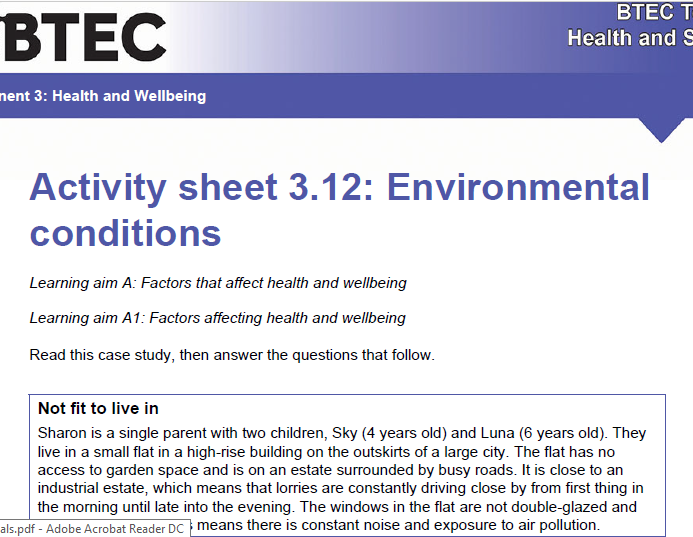 BTEC
BTEC T
Health and S
nent 3: Health and Wellbeing
Activity sheet 3.12: Environmental
conditions
Learning aim A: Factors that affect health and wellbeing
Learning aim A1: Factors affecting health and wellbeing
Read this case study, then answer the questions that follow.
Not fit to live in
Sharon is a single parent with two children, Sky (4 years old) and Luna (6 years old). They
live in a small flat in a high-rise building on the outskirts of a large city. The flat has no
access to garden space and is on an estate surrounded by busy roads. It is close to an
industrial estate, which means that lorries are constantly driving close by from first thing in
the morning until late into the evening. The windows in the flat are not double-glazed and
als.pdf - Adobe Acrobat Reader DC s means there is constant noise and exposure to air pollution.